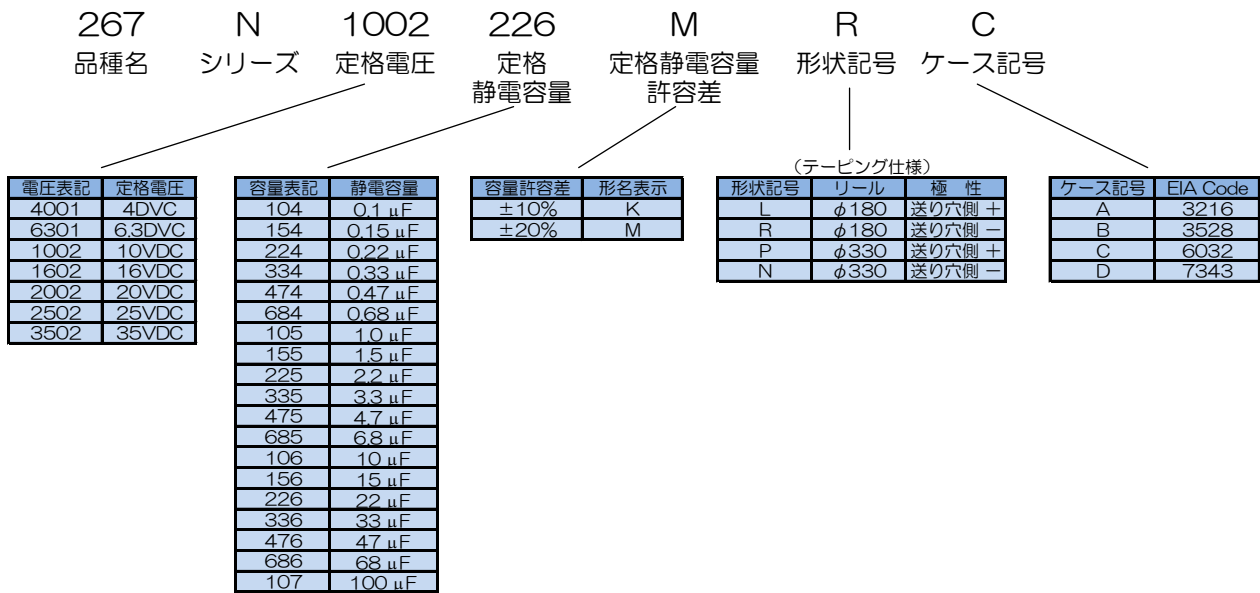 267 N 1002 226 M R C
品種名 シリーズ 定格電圧 定格 定格静電容量 形状記号 ケース記号
静電容量 許容差
(テーピング仕様)
電圧表記 定格電圧
4001 4DVC
6301 6.3DVC
1002 10VDC
1602 16VDC
2002 20VDC
2502 25VDC
3502 35VDC
容量表記 静電容量
104 0.1 μF
154 0.15 μF
224 0.22 μF
334 0.33 μF
474 0.47 μF
684 0.68 μF
105 1.0 μF
155 1.5 μF
225 2.2 μF
335 3.3 μF
475 4.7 μF
685 6.8 μF
106 10 μF
156 15 μF
226 22 μF
336 33 μF
476 47 μF
686 68 μF
107 100 μF
容量許容差 形名表示
±10% K
±20% M
形状記号 リール 極 性
L φ180 送り穴側 +
R φ180 送り穴側 −
P φ330 送り穴側 +
N φ330 送り穴側 −
ケース記号 EIA Code
A 3216
B 3528
C 6032
D 7343